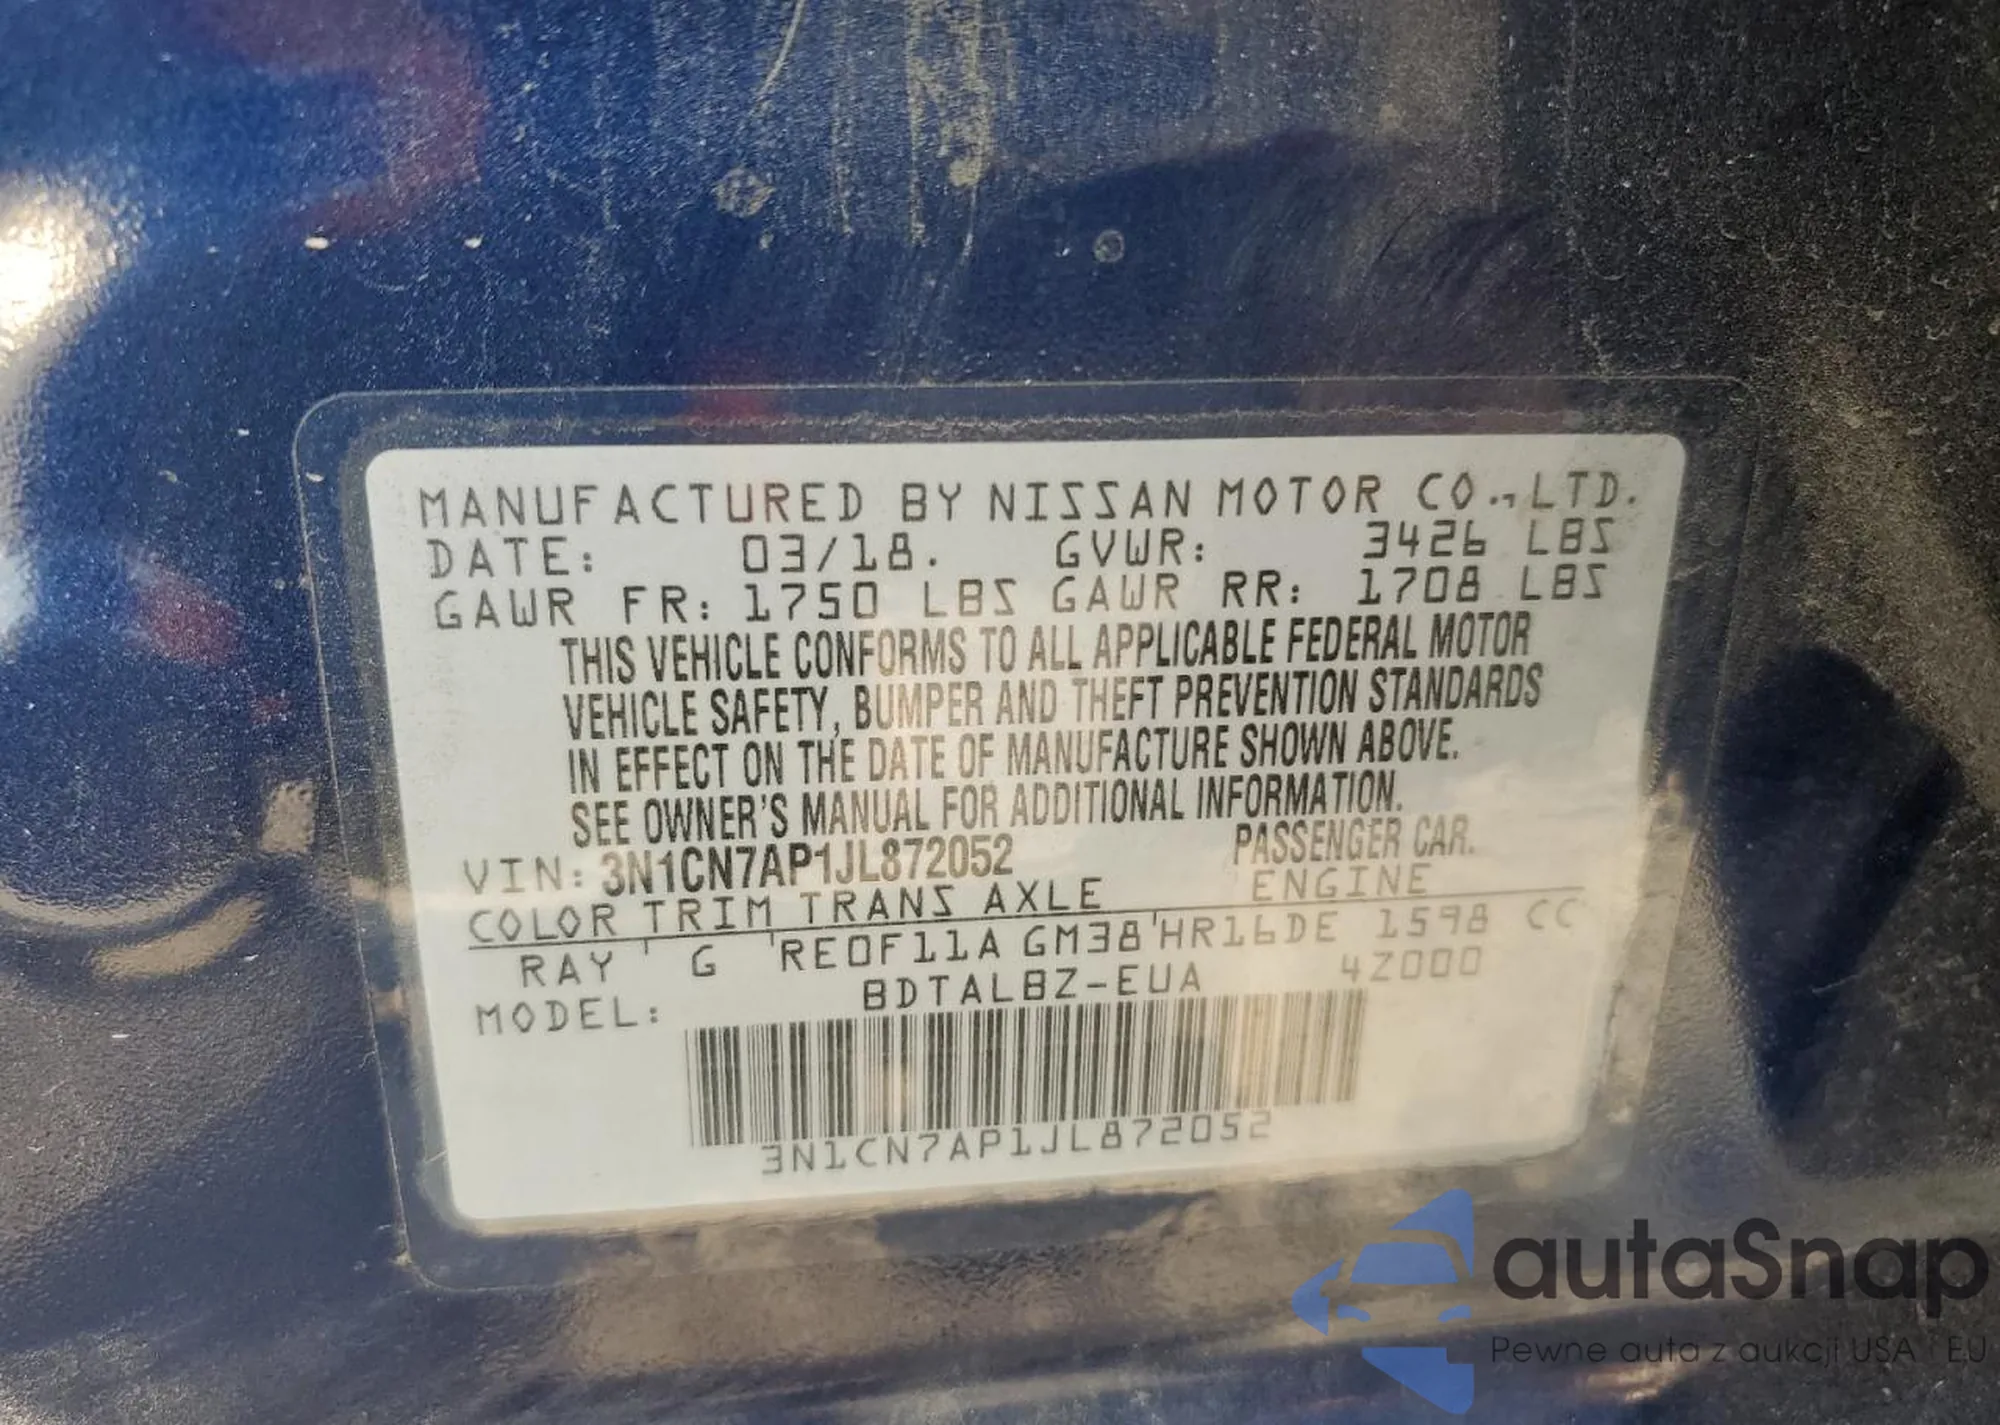 MANUFACTURED BY NISSAN MOTOR CO., LTD.
DATE: 03/18. GVWR: 3426 LBS
GAWR FR: 1750 LBS GAWR RR: 1708 LBS
THIS VEHICLE CONFORMS TO ALL APPLICABLE FEDERAL MOTOR
VEHICLE SAFETY, BUMPER AND THEFT PREVENTION STANDARDS
IN EFFECT ON THE DATE OF MANUFACTURE SHOWN ABOVE.
SEE OWNER'S MANUAL FOR ADDITIONAL INFORMATION.
VIN: 3N1CN7AP1JL872052 PASSENGER CAR.
COLOR TRIM TRANS AXLE ENGINE
RAY ' G ' RE0F11A GM38 ' HR16DE 1598 CC
MODEL: BDTALBZ-EUA 4Z000
3N1CN7AP1JL872052
autaSnap
Pewne auta z aukcji USA i EU